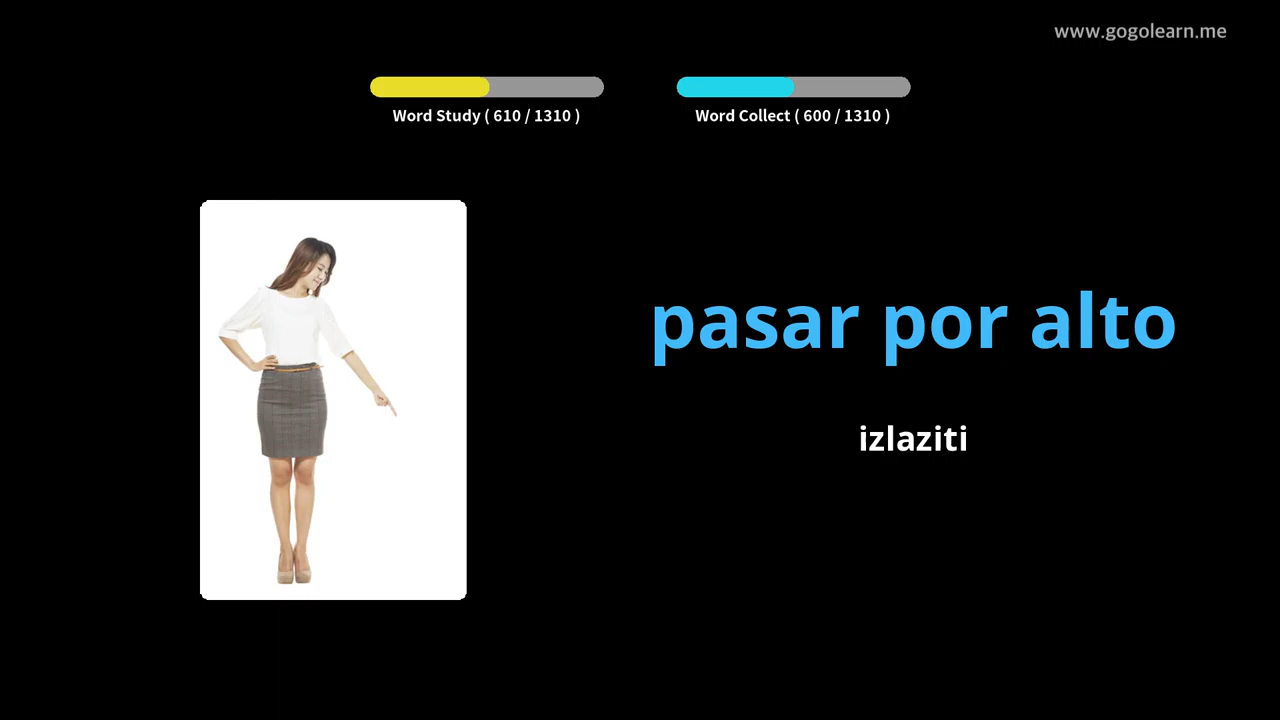 www.gogolearn.me
Word Study ( 610 / 1310 )
Word Collect ( 600 / 1310 )
pasar por alto
izlaziti